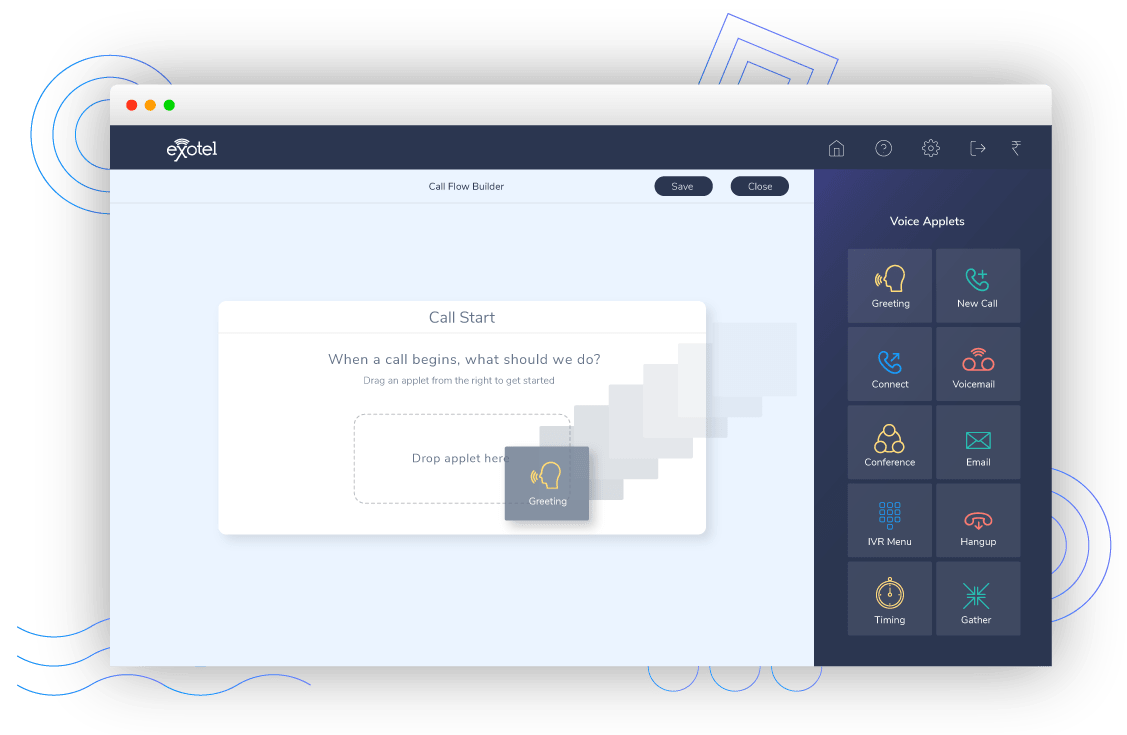 exotel
Call Flow Builder
Save
Close
Call Start
When a call begins, what should we do?
Drag an applet from the right to get started
Drop applet here
Greeting
Voice Applets
Greeting
New Call
Connect
Voicemail
Conference
Email
IVR Menu
Hangup
Timing
Gather